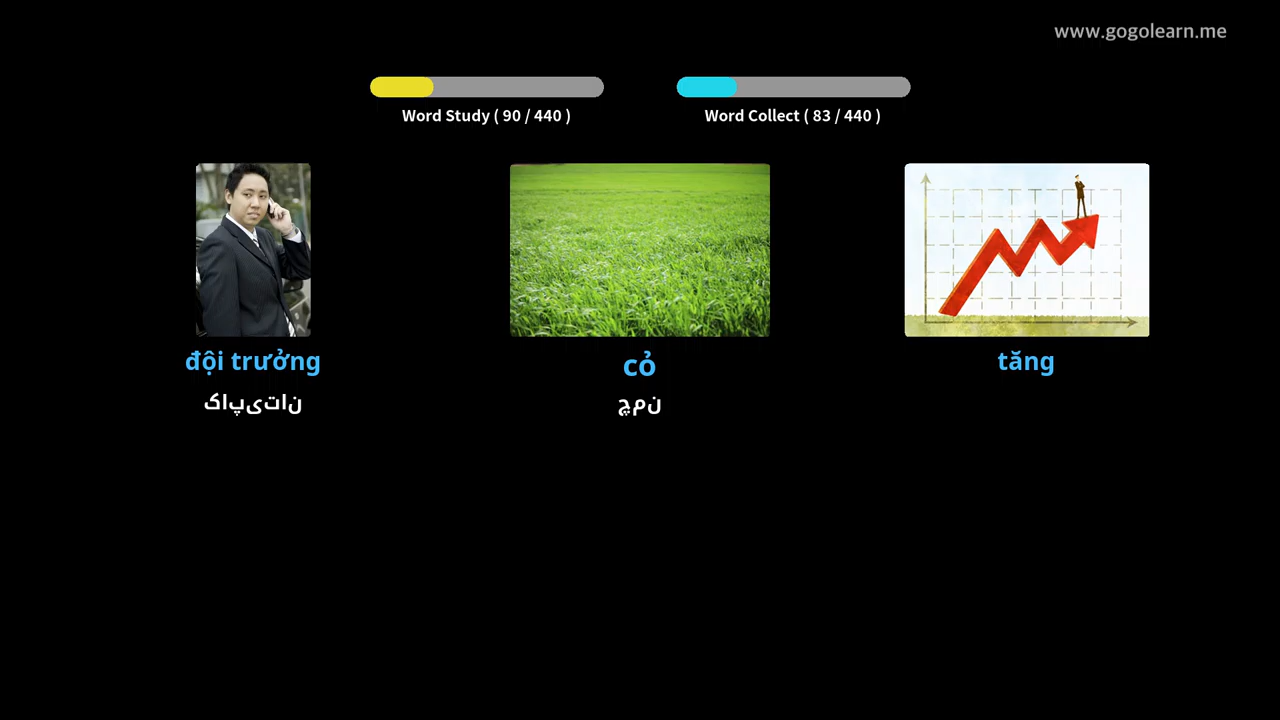 www.gogolearn.me
Word Study ( 90 / 440 )
Word Collect ( 83 / 440 )
đội trưởng
کاپیتان
cỏ
چمن
tăng